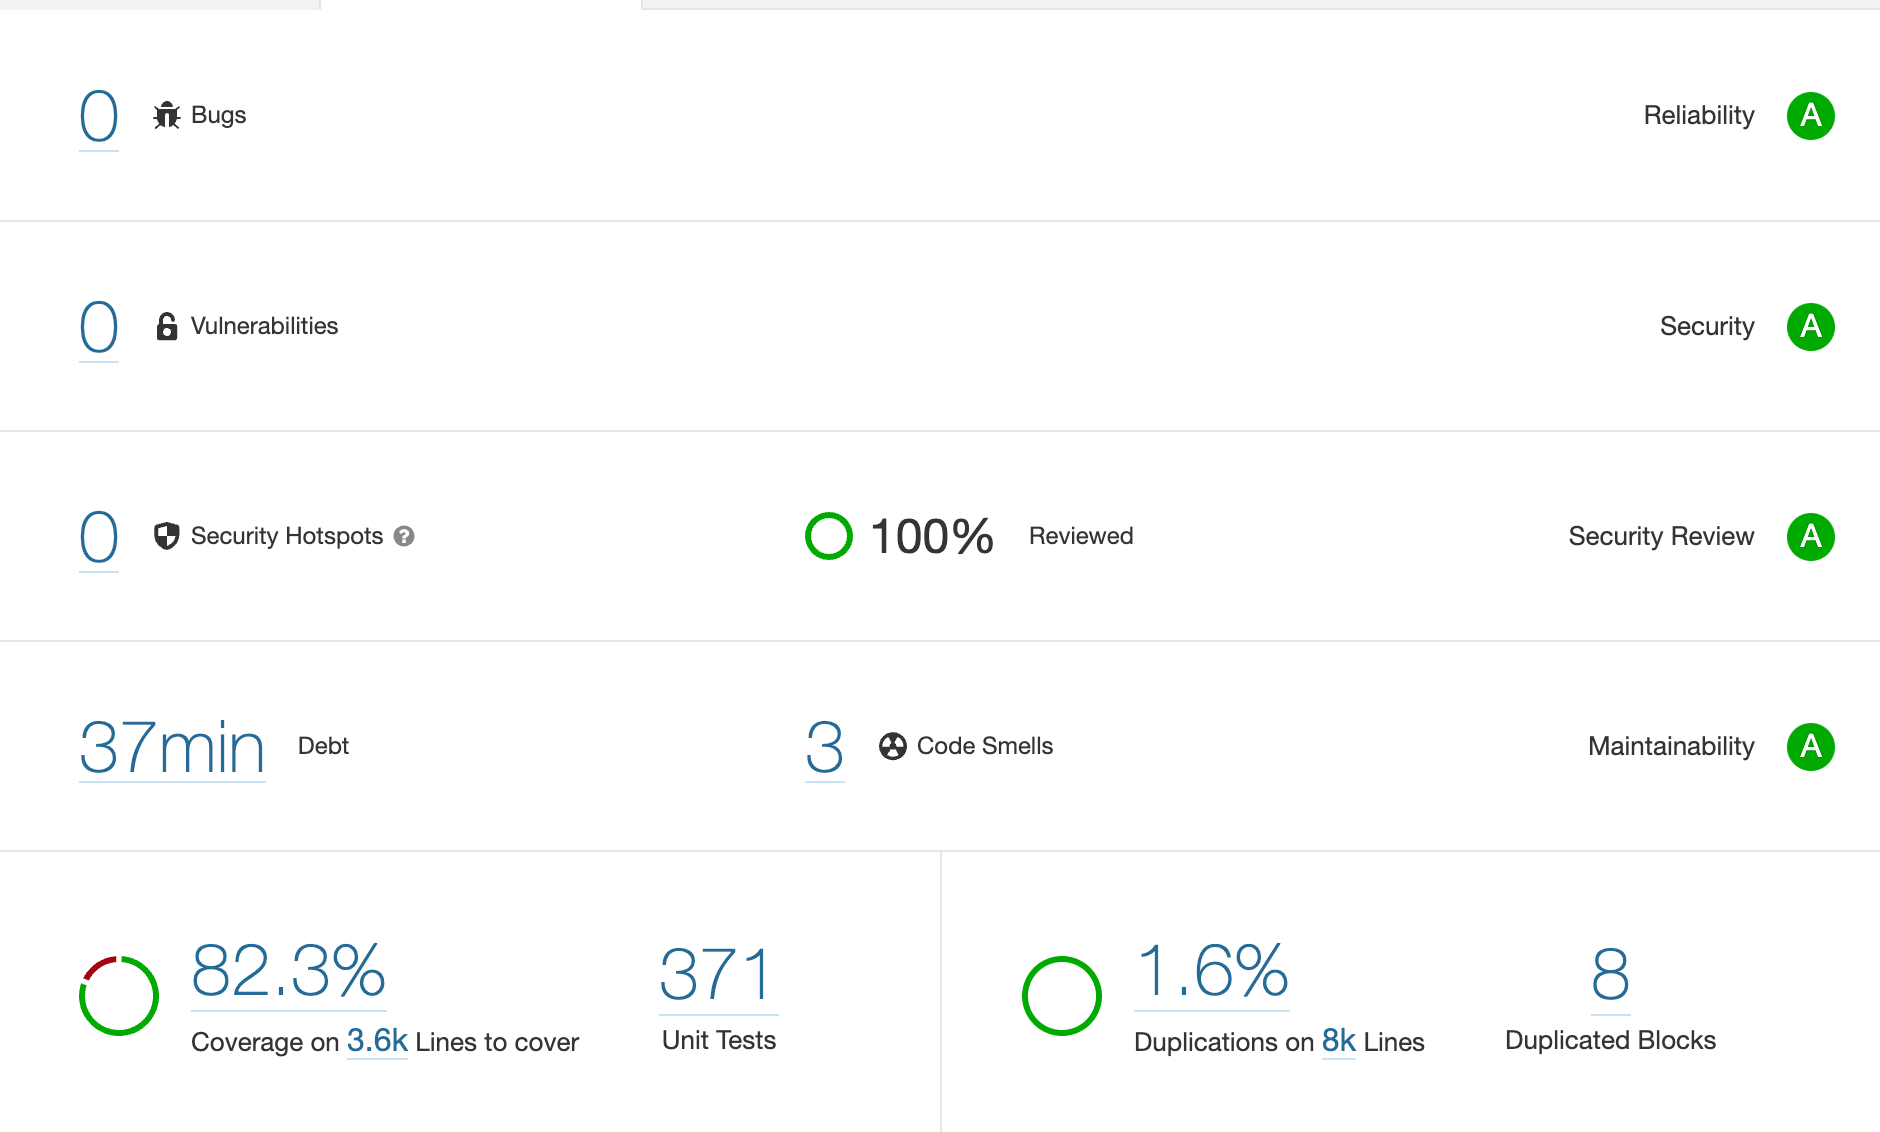 0 Bugs Reliability A
0 Vulnerabilities Security A
0 Security Hotspots ? 100% Reviewed Security Review A
37min Debt 3 Code Smells Maintainability A
82.3% 371 1.6% 8
Coverage on 3.6k Lines to cover Unit Tests Duplications on 8k Lines Duplicated Blocks